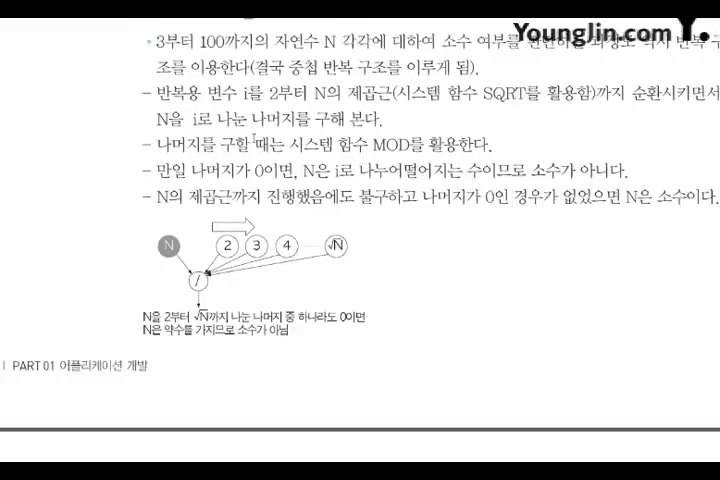 Younglin.com Y.
• 3부터 100까지의 자연수 N 각각에 대하여 소수 여부를
조를 이용한다(결국 중첩 반복 구조를 이루게 됨).
– 반복용 변수 i를 2부터 N의 제곱근(시스템 함수 SQRT를 활용함)까지 순환시키면서
N을 i로 나눈 나머지를 구해 본다.
– 나머지를 구할 때는 시스템 함수 MOD를 활용한다.
– 만일 나머지가 0이면, N은 i로 나누어떨어지는 수이므로 소수가 아니다.
– N의 제곱근까지 진행했음에도 불구하고 나머지가 0인 경우가 없었으면 N은 소수이다.
N 2 3 4 ... √N
/
N을 2부터 √N까지 나눈 나머지 중 하나라도 0이면
N은 약수를 가지므로 소수가 아님
| PART 01 어플리케이션 개발